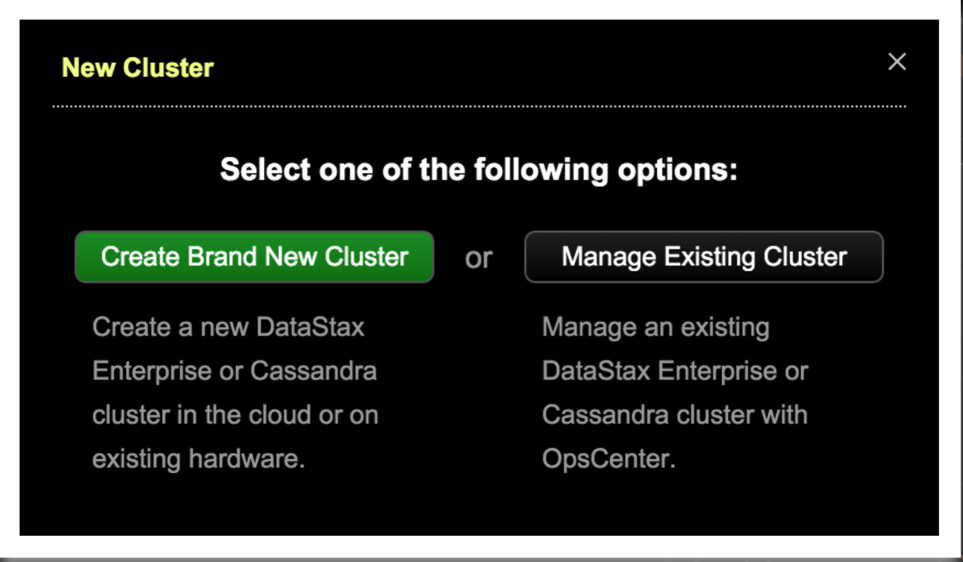 New Cluster
Select one of the following options:
Create Brand New Cluster or Manage Existing Cluster
Create a new DataStax
Enterprise or Cassandra
cluster in the cloud or on
existing hardware.
Manage an existing
DataStax Enterprise or
Cassandra cluster with
OpsCenter.